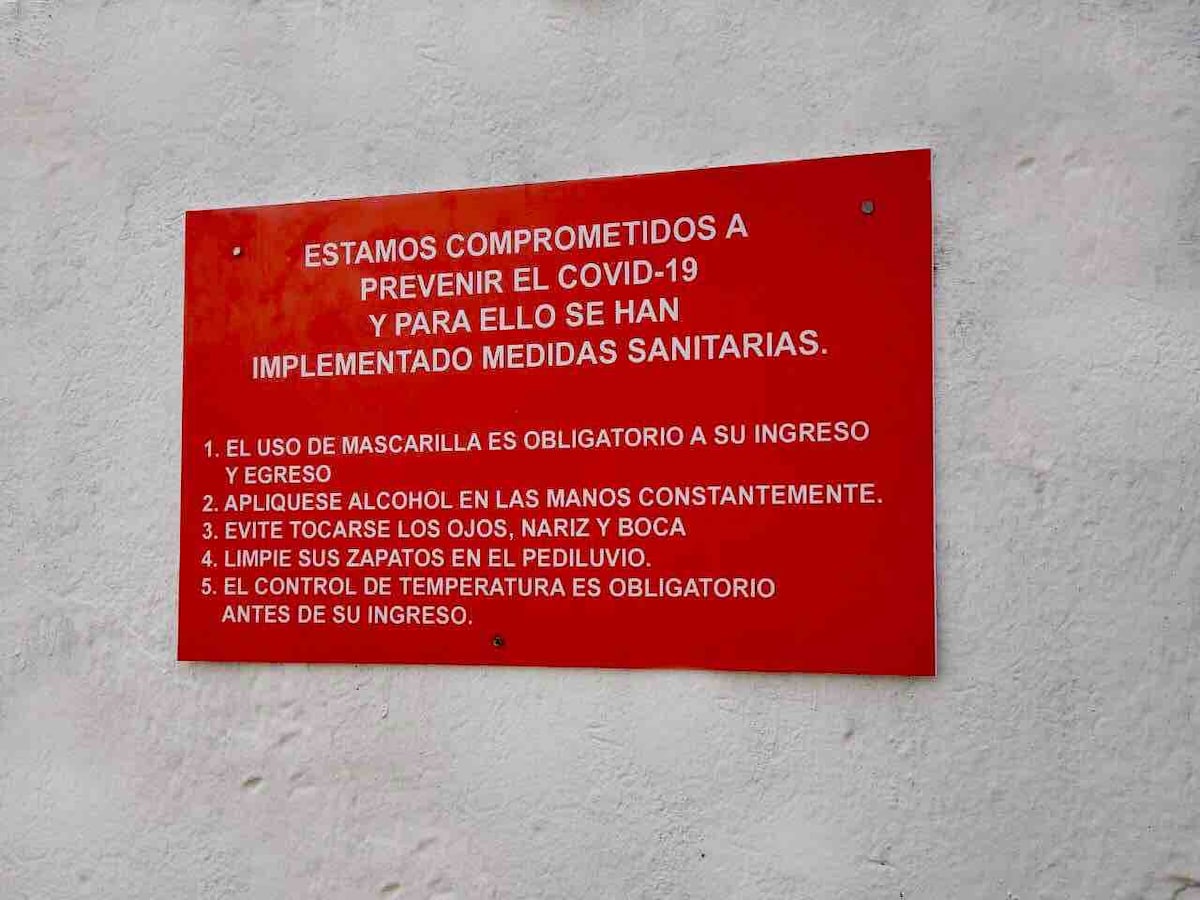 ESTAMOS COMPROMETIDOS A
PREVENIR EL COVID-19
Y PARA ELLO SE HAN
IMPLEMENTADO MEDIDAS SANITARIAS.
1. EL USO DE MASCARILLA ES OBLIGATORIO A SU INGRESO
Y EGRESO
2. APLIQUESE ALCOHOL EN LAS MANOS CONSTANTEMENTE.
3. EVITE TOCARSE LOS OJOS, NARIZ Y BOCA
4. LIMPIE SUS ZAPATOS EN EL PEDILUVIO.
5. EL CONTROL DE TEMPERATURA ES OBLIGATORIO
ANTES DE SU INGRESO.